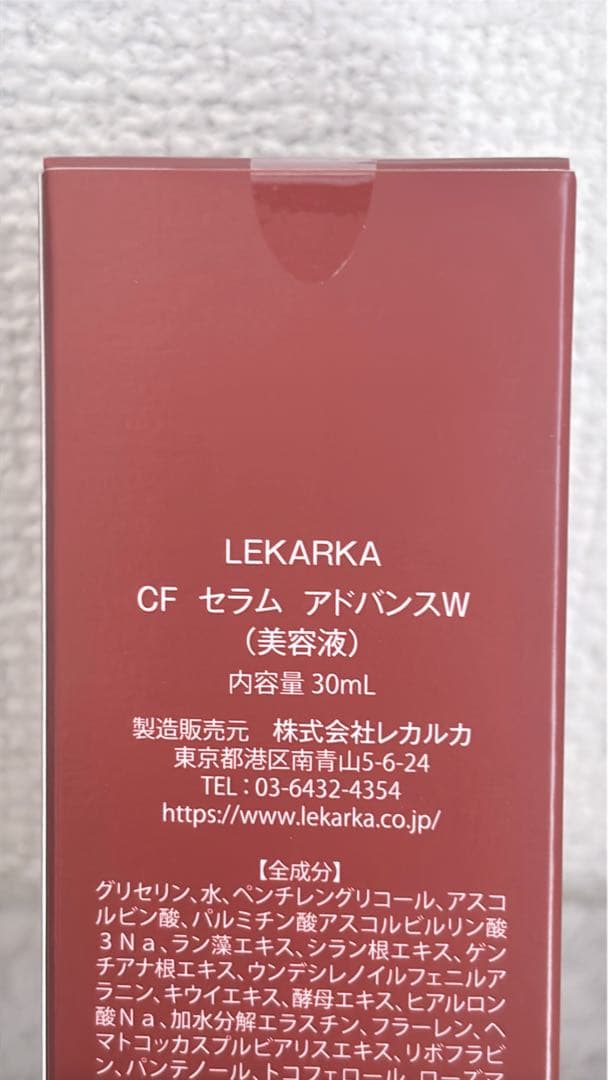 LEKARKA
CF セラム アドバンスW
（美容液）
内容量 30mL
製造販売元 株式会社レカルカ
東京都港区南青山5-6-24
TEL：03-6432-4354
https://www.lekarka.co.jp/
【全成分】
グリセリン、水、ペンチレングリコール、アスコ
ルビン酸、パルミチン酸アスコルビルリン酸
３Ｎａ、ラン藻エキス、シラン根エキス、ゲン
チアナ根エキス、ウンデシレノイルフェニルア
ラニン、キウイエキス、酵母エキス、ヒアルロン
酸Ｎａ、加水分解エラスチン、フラーレン、ヘ
マトコッカスプルビアリスエキス、リボフラビ
ン、パンテノール、トコフェロール、ローズマ